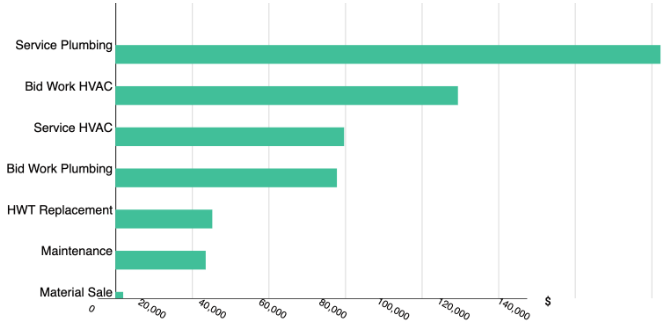 Service Plumbing
Bid Work HVAC
Service HVAC
Bid Work Plumbing
HWT Replacement
Maintenance
Material Sale
0 20,000 40,000 60,000 80,000 100,000 120,000 140,000 $